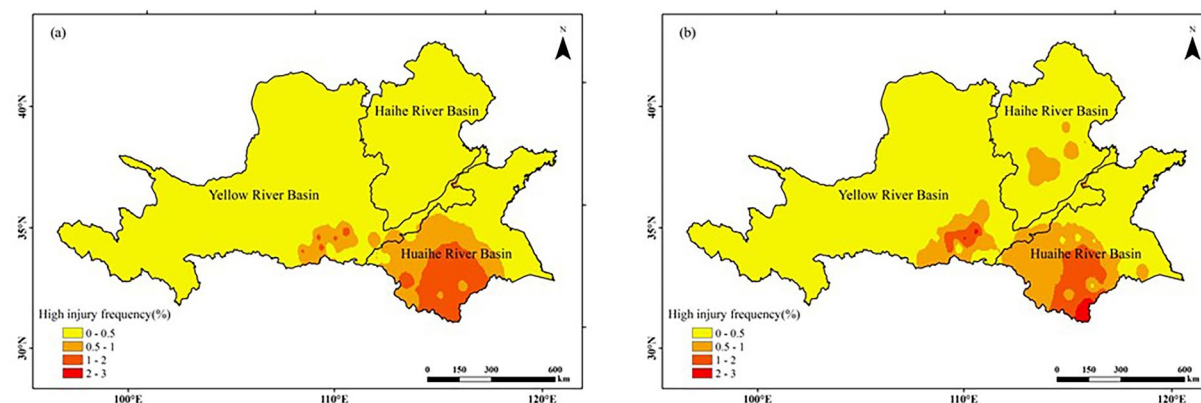 (a)
N
40°N
35°N
30°N
Haihe River Basin
Yellow River Basin
Huaihe River Basin
High injury frequency(%)
0 - 0.5
0.5 - 1
1 - 2
2 - 3
0 150 300 600
km
100°E 110°E 120°E
(b)
N
40°N
35°N
30°N
Haihe River Basin
Yellow River Basin
Huaihe River Basin
High injury frequency(%)
0 - 0.5
0.5 - 1
1 - 2
2 - 3
0 150 300 600
km
100°E 110°E 120°E